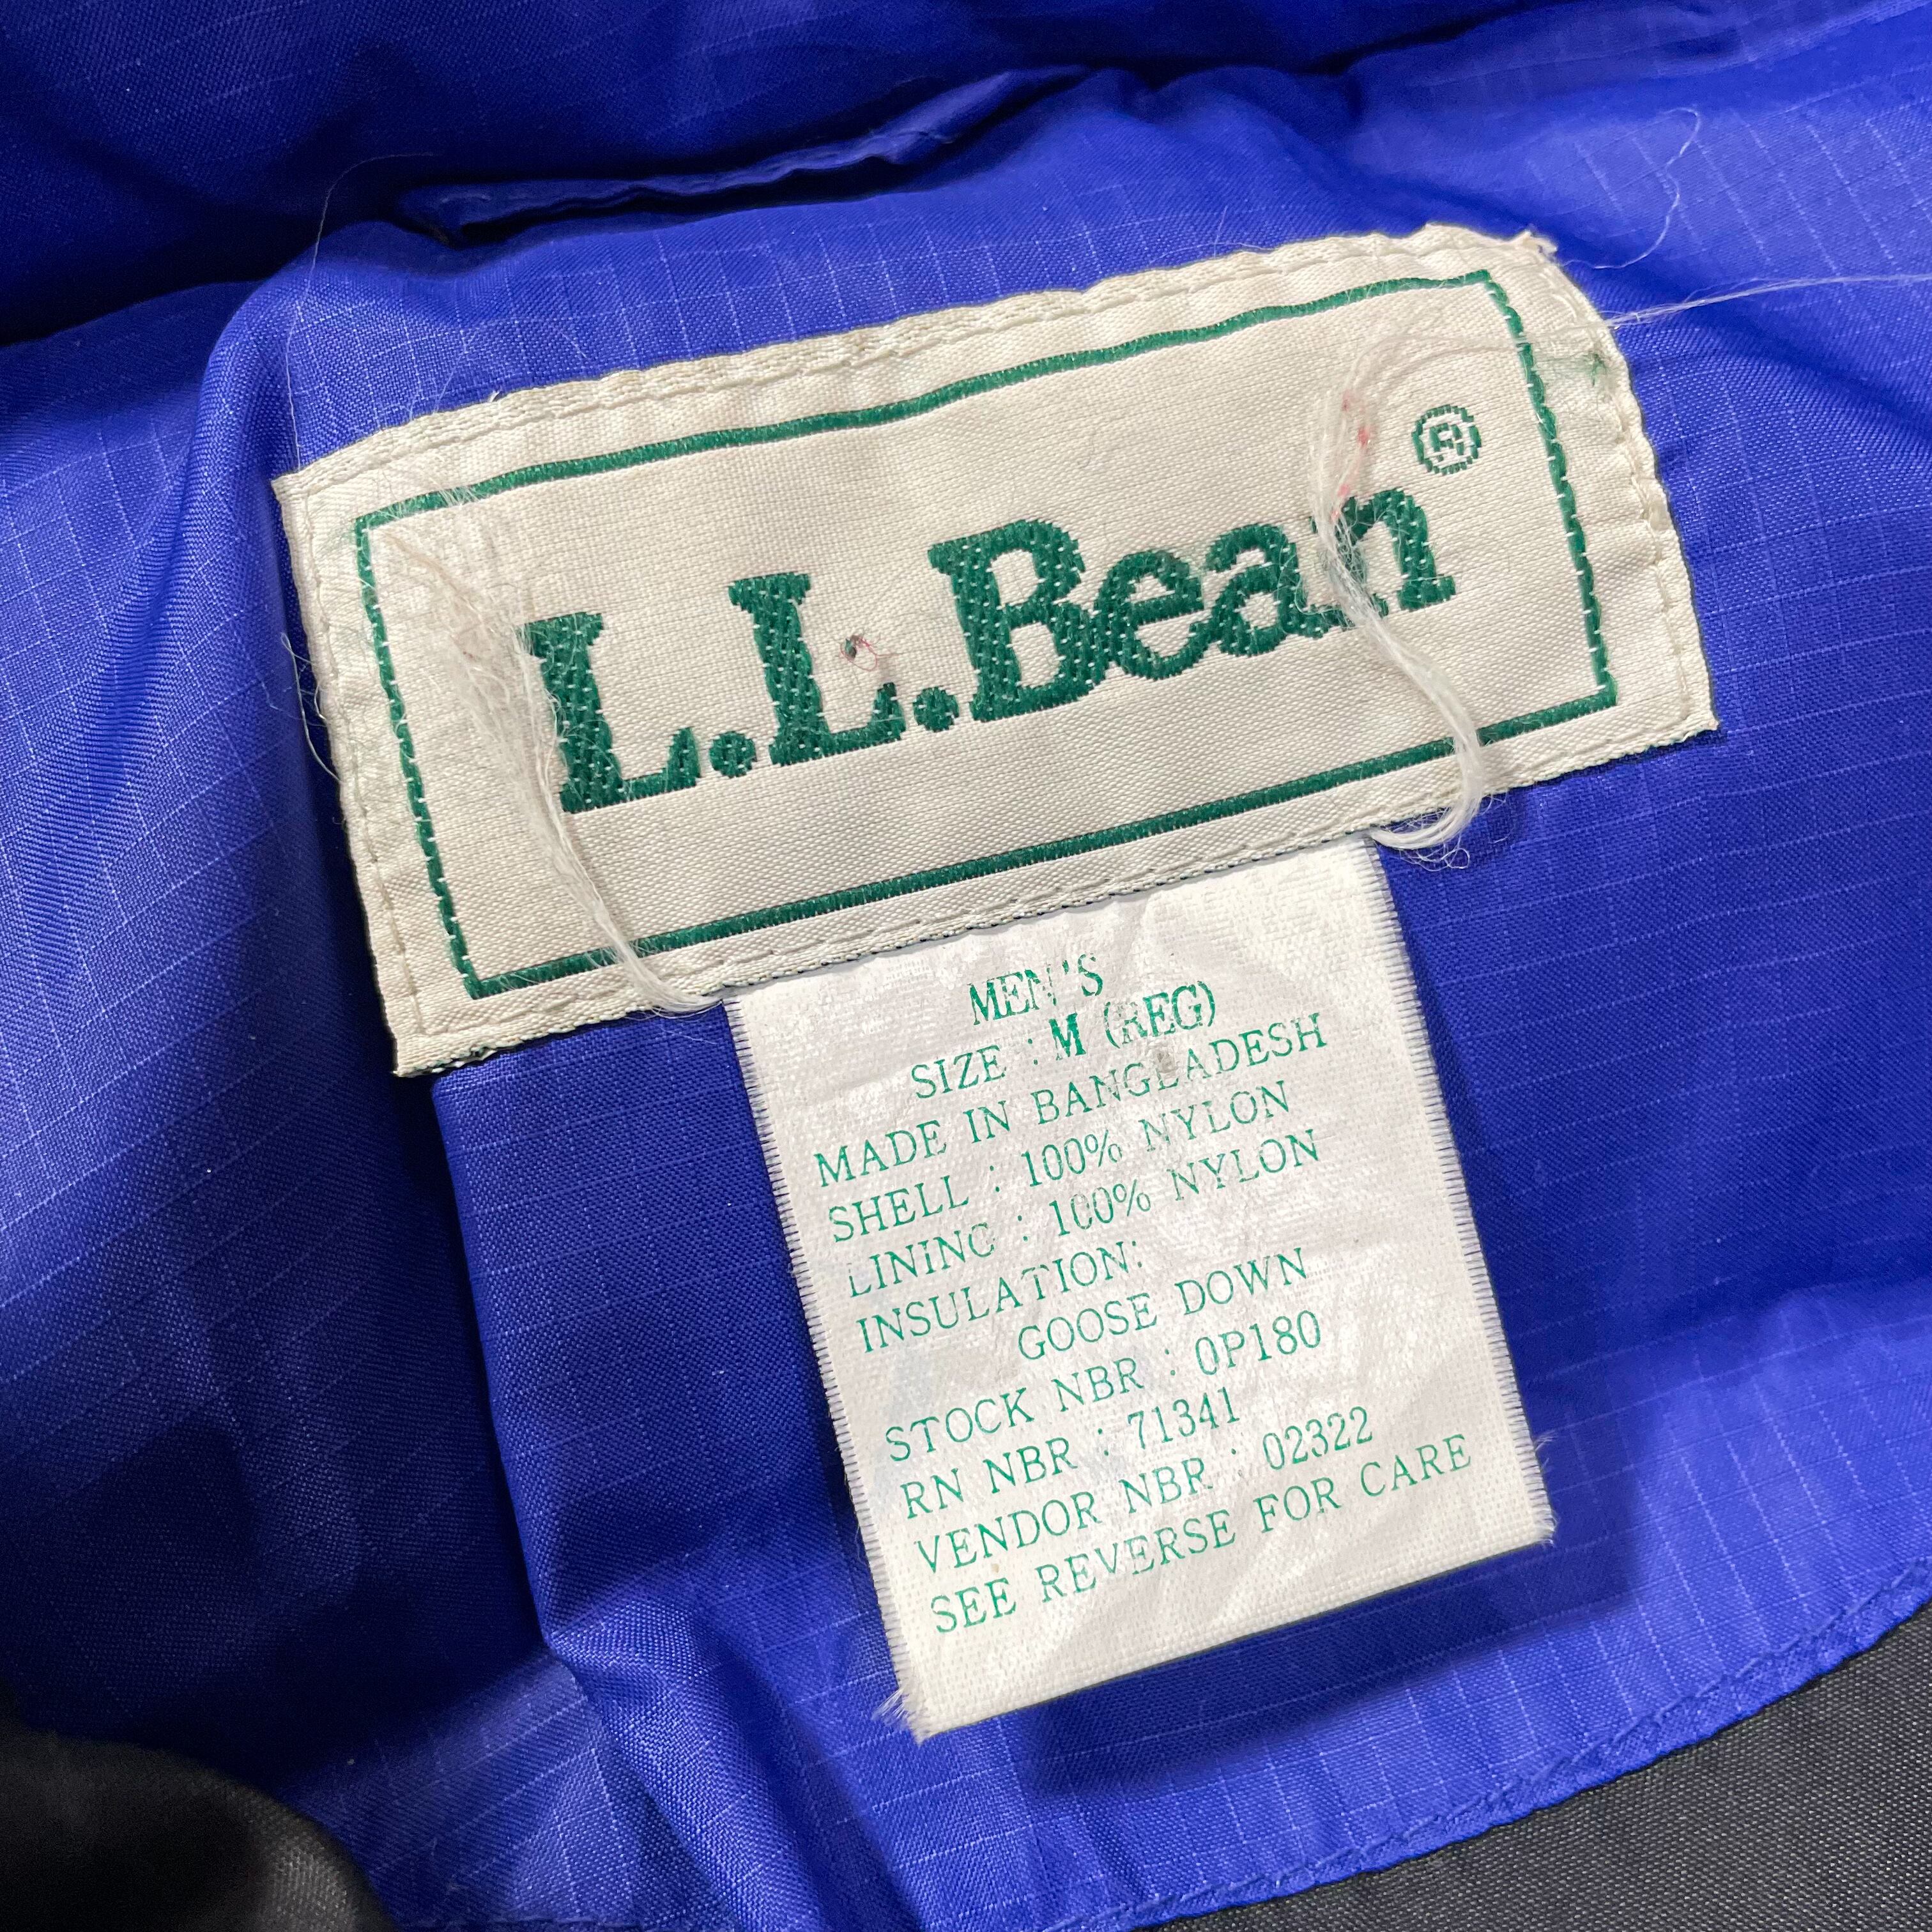 L.L.Bean®
MEN'S
SIZE : M (REG)
MADE IN BANGLADESH
SHELL : 100% NYLON
LINING : 100% NYLON
INSULATION:
GOOSE DOWN
STOCK NBR : 0P180
RN NBR : 71341
VENDOR NBR : 02322
SEE REVERSE FOR CARE